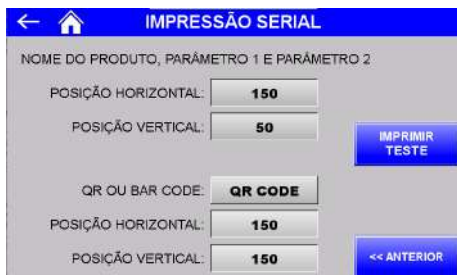 IMPRESSÃO SERIAL
NOME DO PRODUTO, PARÂMETRO 1 E PARÂMETRO 2
POSIÇÃO HORIZONTAL: 150
POSIÇÃO VERTICAL: 50
IMPRIMIR
TESTE
QR OU BAR CODE: QR CODE
POSIÇÃO HORIZONTAL: 150
POSIÇÃO VERTICAL: 150
<< ANTERIOR